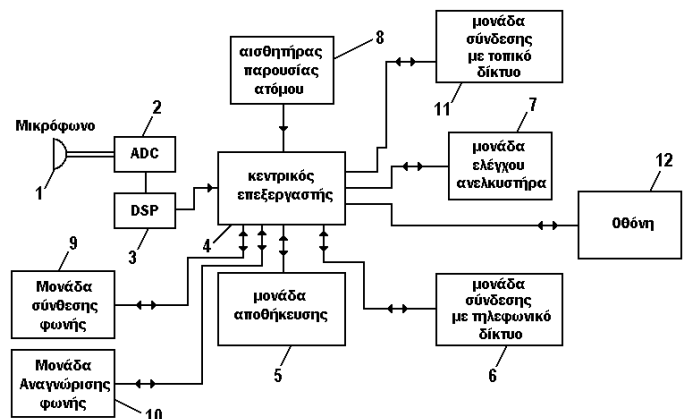 8
αισθητήρας
παρουσίας
ατόμου
μονάδα
σύνδεσης
με τοπικό
δίκτυο
11
2
Μικρόφωνο
ADC
1
DSP
3
κεντρικός
επεξεργαστής
4
7
μονάδα
ελέγχου
ανελκυστήρα
12
Οθόνη
9
Μονάδα
σύνθεσης
φωνής
μονάδα
αποθήκευσης
5
μονάδα
σύνδεσης
με τηλεφωνικό
δίκτυο
6
Μονάδα
Αναγνώρισης
φωνής
10